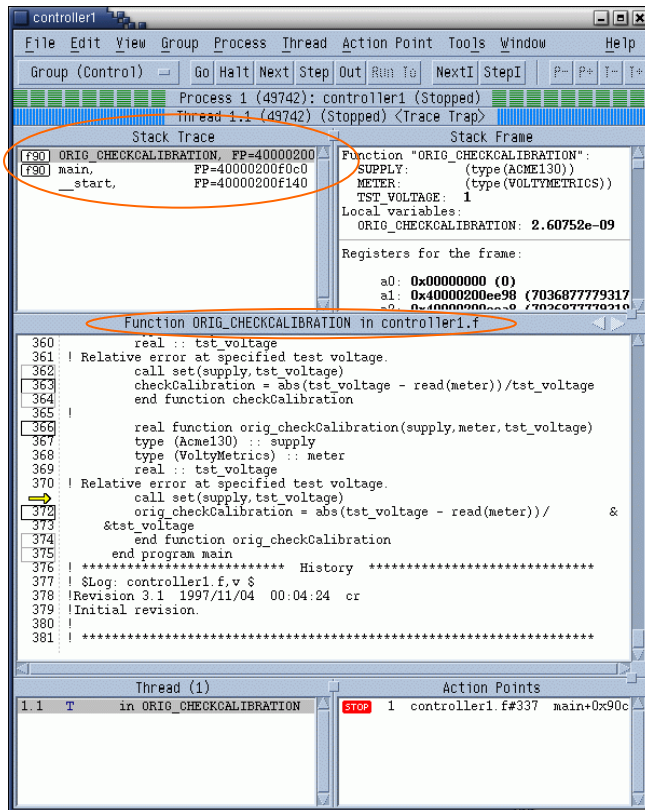 controller1
File Edit View Group Process Thread Action Point Tools Window Help
Group (Control) Go Halt Next Step Out Run To NextI StepI P- P+ T- T+
Process 1 (49742): controller1 (Stopped)
Thread 1.1 (49742) (Stopped) <Trace Trap>
Stack Trace
f90 ORIG_CHECKCALIBRATION, FP=40000200
f90 main, FP=40000200f0c0
__start, FP=40000200f140
Stack Frame
Function "ORIG_CHECKCALIBRATION":
SUPPLY: (type(ACME130))
METER: (type(VOLTYMETRICS))
TST_VOLTAGE: 1
Local variables:
ORIG_CHECKCALIBRATION: 2.60752e-09
Registers for the frame:
a0: 0x00000000 (0)
a1: 0x40000200ee98 (7036877779317
Function ORIG_CHECKCALIBRATION in controller1.f
360 real :: tst_voltage
361 ! Relative error at specified test voltage.
362 call set(supply,tst_voltage)
363 checkCalibration = abs(tst_voltage - read(meter))/tst_voltage
364 end function checkCalibration
365 !
366 real function orig_checkCalibration(supply,meter,tst_voltage)
367 type (Acme130) :: supply
368 type (VoltyMetrics) :: meter
369 real :: tst_voltage
370 ! Relative error at specified test voltage.
call set(supply,tst_voltage)
372 orig_checkCalibration = abs(tst_voltage - read(meter))/ &
373 &tst_voltage
374 end function orig_checkCalibration
375 end program main
376 ! *************************** History ******************************
377 ! $Log: controller1.f,v $
378 !Revision 3.1 1997/11/04 00:04:24 cr
379 !Initial revision.
380 !
381 ! ********************************************************************
Thread (1)
1.1 T in ORIG_CHECKCALIBRATION
Action Points
STOP 1 controller1.f#337 main+0x90c